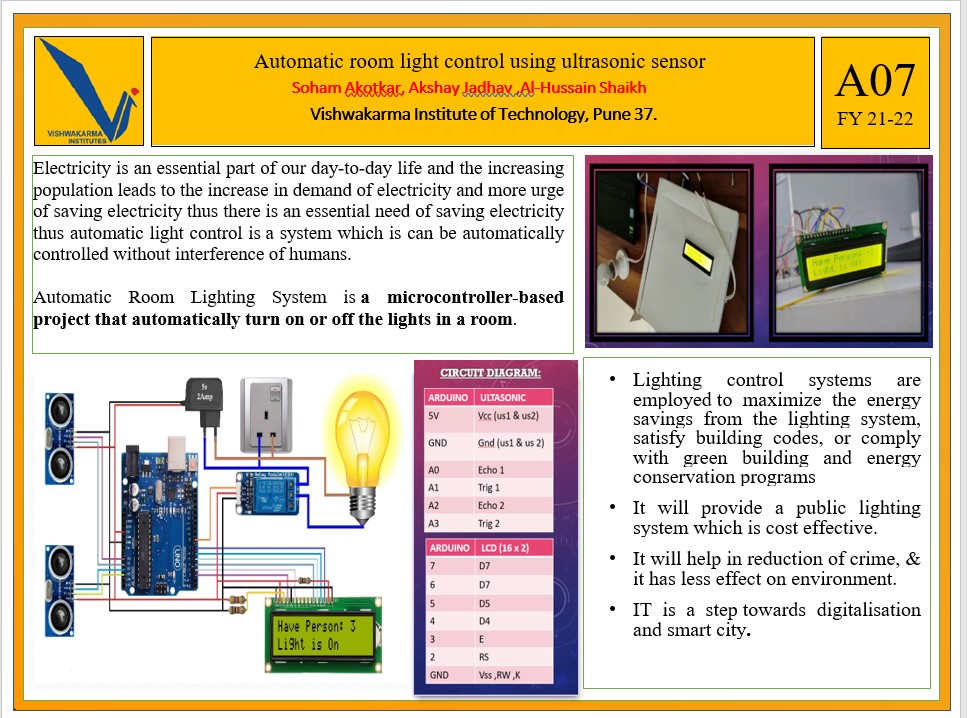 VISHWAKARMA
INSTITUTES
Automatic room light control using ultrasonic sensor
Soham Akotkar, Akshay Jadhav ,Al-Hussain Shaikh
Vishwakarma Institute of Technology, Pune 37.
A07
FY 21-22
Electricity is an essential part of our day-to-day life and the increasing
population leads to the increase in demand of electricity and more urge
of saving electricity thus there is an essential need of saving electricity
thus automatic light control is a system which is can be automatically
controlled without interference of humans.
Automatic Room Lighting System is a microcontroller-based
project that automatically turn on or off the lights in a room.
Have Person: 3
Light is Off
5v
2Amp
UNO
Have Person: 3
Light is On
CIRCUIT DIAGRAM:
ARDUINO ULTASONIC
5V Vcc (us1 & us2)
GND Gnd (us1 & us 2)
A0 Echo 1
A1 Trig 1
A2 Echo 2
A3 Trig 2
ARDUINO LCD (16 x 2)
7 D7
6 D7
5 D5
4 D4
3 E
2 RS
GND Vss ,RW ,K
• Lighting control systems are
employed to maximize the energy
savings from the lighting system,
satisfy building codes, or comply
with green building and energy
conservation programs
• It will provide a public lighting
system which is cost effective.
• It will help in reduction of crime, &
it has less effect on environment.
• IT is a step towards digitalisation
and smart city.